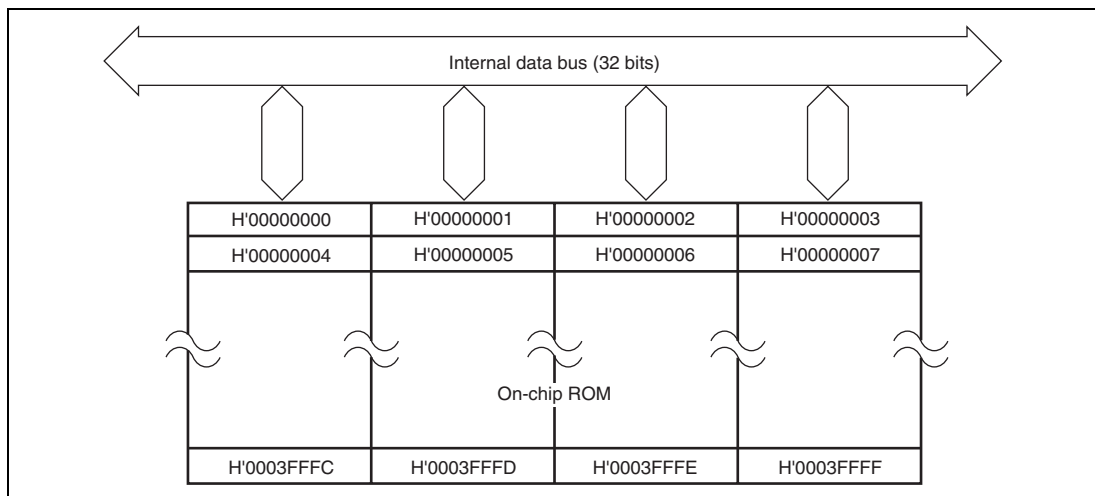 Internal data bus (32 bits)
H'00000000 H'00000001 H'00000002 H'00000003
H'00000004 H'00000005 H'00000006 H'00000007
On-chip ROM
H'0003FFFC H'0003FFFD H'0003FFFE H'0003FFFF